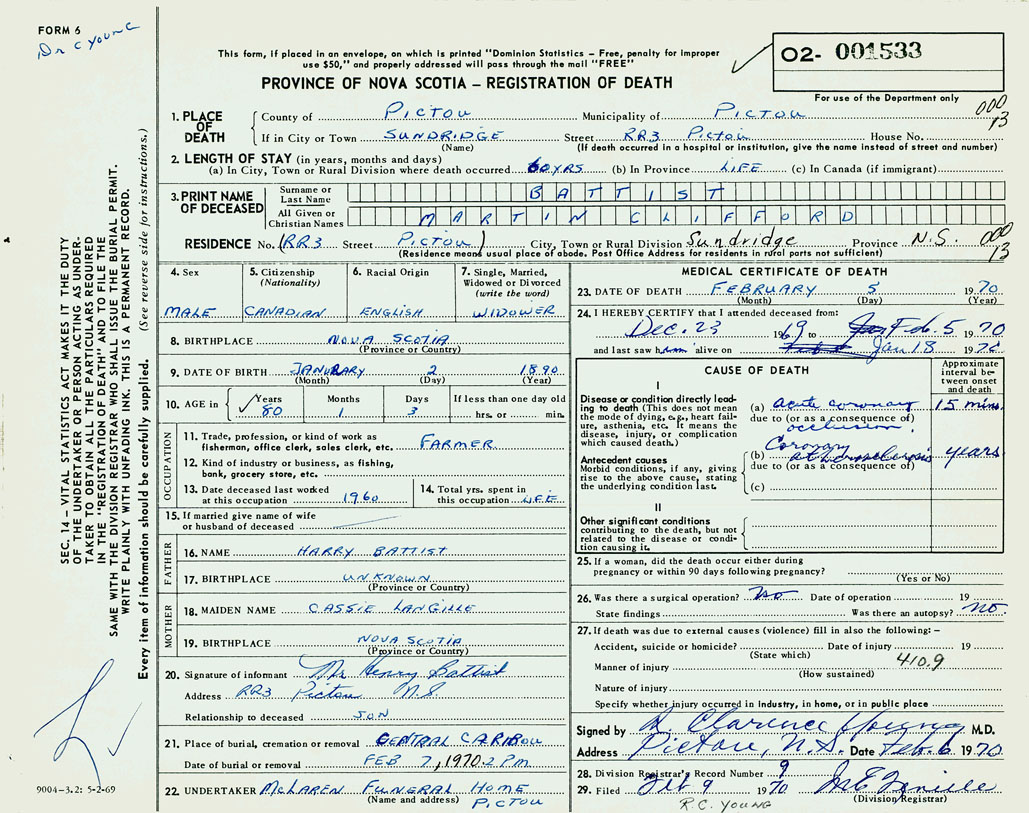 FORM 6
Dr C Young
This form, if placed in an envelope, on which is printed "Dominion Statistics – Free, penalty for improper
use $50," and properly addressed will pass through the mail "FREE"
PROVINCE OF NOVA SCOTIA – REGISTRATION OF DEATH
O2- 001533
For use of the Department only
000
13
1. PLACE OF DEATH County of PICTOU Municipality of PICTOU
If in City or Town SUNDRIDGE Street RR3 Pictou House No.
(Name) (If death occurred in a hospital or institution, give the name instead of street and number)
2. LENGTH OF STAY (in years, months and days)
(a) In City, Town or Rural Division where death occurred 60 YRS (b) In Province LIFE (c) In Canada (if immigrant)
3. PRINT NAME OF DECEASED
Surname or Last Name BATTIST
All Given or Christian Names MARTIN CLIFFORD
RESIDENCE No. (RR3 Street PICTOU) City, Town or Rural Division Sundridge Province N.S. 000
13
(Residence means usual place of abode. Post Office Address for residents in rural parts not sufficient)
4. Sex
MALE
5. Citizenship (Nationality)
CANADIAN
6. Racial Origin
ENGLISH
7. Single, Married, Widowed or Divorced (write the word)
WIDOWER
8. BIRTHPLACE NOVA SCOTIA
(Province or Country)
9. DATE OF BIRTH JANUARY 2 1890
(Month) (Day) (Year)
10. AGE in Years 80 Months 1 Days 3 If less than one day old hrs. or min.
OCCUPATION
11. Trade, profession, or kind of work as fisherman, office clerk, sales clerk, etc. FARMER
12. Kind of industry or business, as fishing, bank, grocery store, etc.
13. Date deceased last worked at this occupation 1960
14. Total yrs. spent in this occupation LIFE
15. If married give name of wife or husband of deceased
FATHER
16. NAME HARRY BATTIST
17. BIRTHPLACE UNKNOWN
(Province or Country)
MOTHER
18. MAIDEN NAME CASSIE LANGILLE
19. BIRTHPLACE NOVA SCOTIA
(Province or Country)
20. Signature of informant Mr Henry Battist
Address RR3 Pictou N.S.
Relationship to deceased SON
21. Place of burial, cremation or removal CENTRAL CARIBOU
Date of burial or removal FEB 7, 1970. 2 PM.
22. UNDERTAKER McLAREN FUNERAL HOME
(Name and address) PICTOU
MEDICAL CERTIFICATE OF DEATH
23. DATE OF DEATH FEBRUARY 5 1970
(Month) (Day) (Year)
24. I HEREBY CERTIFY that I attended deceased from:
Dec. 23 1969 to Feb. 5 1970
and last saw him alive on Jan 18 1970
CAUSE OF DEATH
Approximate interval between onset and death
I
Disease or condition directly leading to death (This does not mean the mode of dying, e.g., heart failure, asthenia, etc. It means the disease, injury, or complication which caused death.)
(a) acute coronary occlusion. 15 mins.
due to (or as a consequence of)
Antecedent causes
Morbid conditions, if any, giving rise to the above cause, stating the underlying condition last.
(b) Coronary atherosclerosis years
due to (or as a consequence of)
(c)
II
Other significant conditions
contributing to the death, but not related to the disease or condition causing it.
25. If a woman, did the death occur either during pregnancy or within 90 days following pregnancy?
(Yes or No)
26. Was there a surgical operation? No Date of operation 19
State findings Was there an autopsy? no
27. If death was due to external causes (violence) fill in also the following: –
Accident, suicide or homicide? Date of injury 19
(State which)
410.9
Manner of injury
(How sustained)
Nature of injury
Specify whether injury occurred in Industry, in home, or in public place
Signed by Clarence Young M.D.
Address Pictou, N.S. Date Feb. 6 1970
28. Division Registrar's Record Number 9
29. Filed Feb 9 1970
(Division Registrar)
R.C. YOUNG
SEC. 14 – VITAL STATISTICS ACT MAKES IT THE DUTY
OF THE UNDERTAKER OR PERSON ACTING AS UNDER-
TAKER TO OBTAIN ALL THE PARTICULARS REQUIRED
IN THE "REGISTRATION OF DEATH" AND TO FILE THE
SAME WITH THE DIVISION REGISTRAR WHO SHALL ISSUE THE BURIAL PERMIT.
WRITE PLAINLY WITH UNFADING INK. THIS IS A PERMANENT RECORD.
Every item of information should be carefully supplied. (See reverse side for instructions.)
9004-3.2: 5-2-69